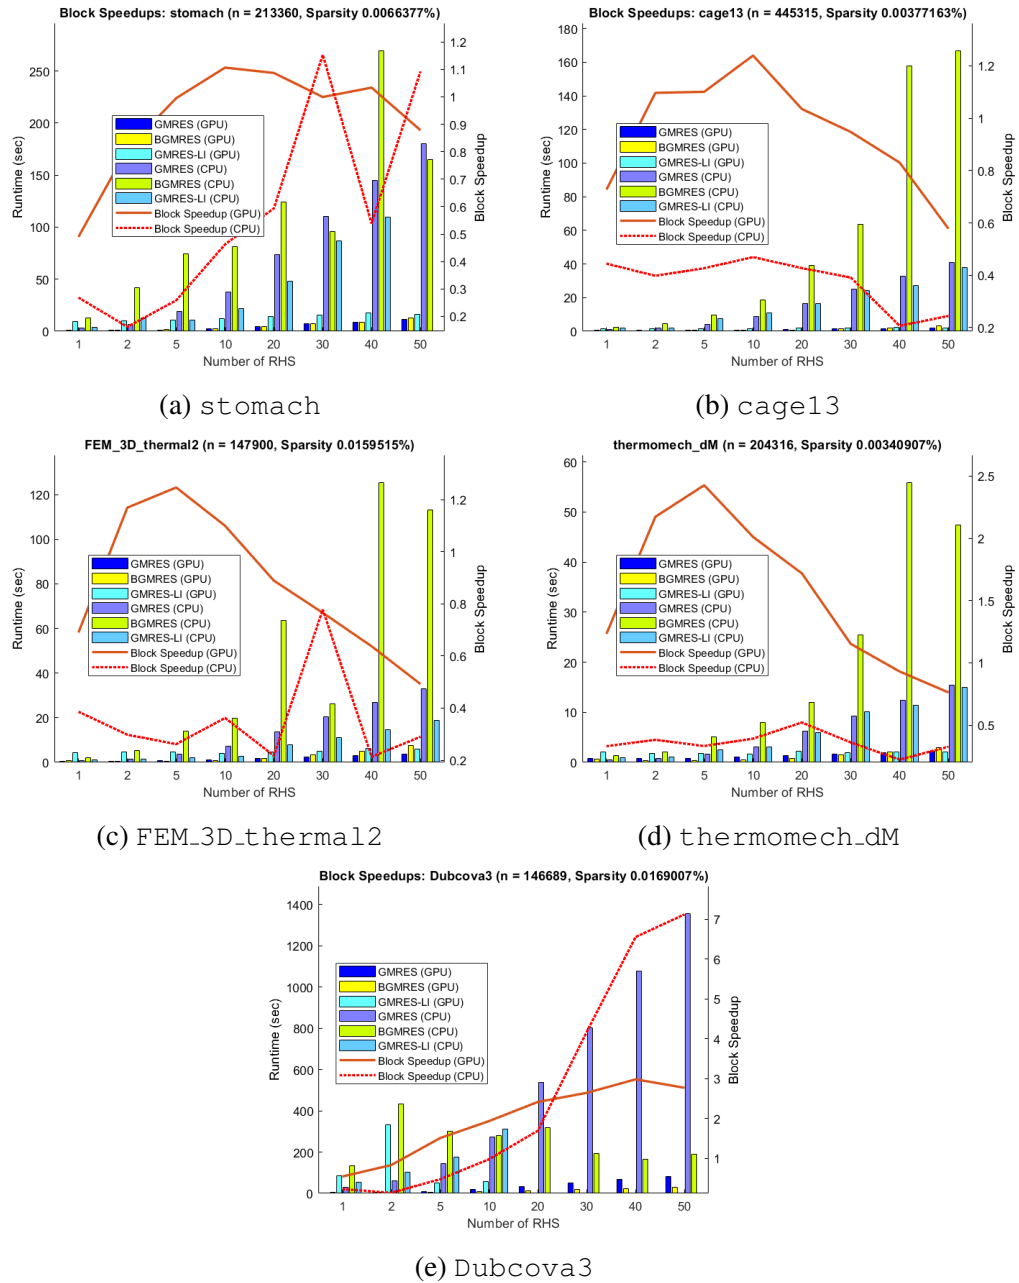 Block Speedups: stomach (n = 213360, Sparsity 0.0066377%)
Runtime (sec)
250
200
150
100
50
0
GMRES (GPU)
BGMRES (GPU)
GMRES-LI (GPU)
GMRES (CPU)
BGMRES (CPU)
GMRES-LI (CPU)
Block Speedup (GPU)
Block Speedup (CPU)
1.2
1.1
1
0.9
0.8
0.7
0.6
0.5
0.4
0.3
0.2
Block Speedup
1 2 5 10 20 30 40 50
Number of RHS
(a) stomach
Block Speedups: cage13 (n = 445315, Sparsity 0.00377163%)
Runtime (sec)
180
160
140
120
100
80
60
40
20
0
GMRES (GPU)
BGMRES (GPU)
GMRES-LI (GPU)
GMRES (CPU)
BGMRES (CPU)
GMRES-LI (CPU)
Block Speedup (GPU)
Block Speedup (CPU)
1.2
1
0.8
0.6
0.4
0.2
Block Speedup
1 2 5 10 20 30 40 50
Number of RHS
(b) cage13
FEM_3D_thermal2 (n = 147900, Sparsity 0.0159515%)
Runtime (sec)
120
100
80
60
40
20
0
GMRES (GPU)
BGMRES (GPU)
GMRES-LI (GPU)
GMRES (CPU)
BGMRES (CPU)
GMRES-LI (CPU)
Block Speedup (GPU)
Block Speedup (CPU)
1.2
1
0.8
0.6
0.4
0.2
Block Speedup
1 2 5 10 20 30 40 50
Number of RHS
(c) FEM_3D_thermal2
thermomech_dM (n = 204316, Sparsity 0.00340907%)
Runtime (sec)
60
50
40
30
20
10
0
GMRES (GPU)
BGMRES (GPU)
GMRES-LI (GPU)
GMRES (CPU)
BGMRES (CPU)
GMRES-LI (CPU)
Block Speedup (GPU)
Block Speedup (CPU)
2.5
2
1.5
1
0.5
Block Speedup
1 2 5 10 20 30 40 50
Number of RHS
(d) thermomech_dM
Block Speedups: Dubcova3 (n = 146689, Sparsity 0.0169007%)
Runtime (sec)
1400
1200
1000
800
600
400
200
0
GMRES (GPU)
BGMRES (GPU)
GMRES-LI (GPU)
GMRES (CPU)
BGMRES (CPU)
GMRES-LI (CPU)
Block Speedup (GPU)
Block Speedup (CPU)
7
6
5
4
3
2
1
Block Speedup
1 2 5 10 20 30 40 50
Number of RHS
(e) Dubcova3